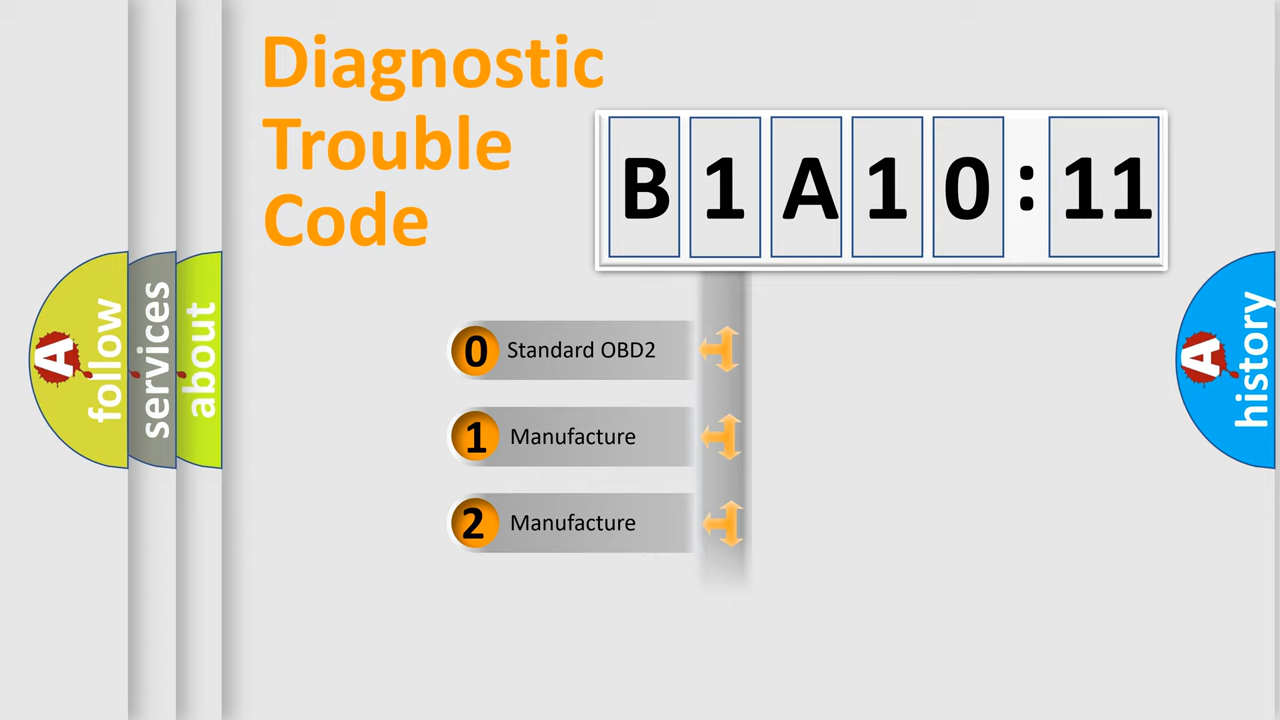 Diagnostic
Trouble
Code
B 1 A 1 0 : 11
0 Standard OBD2
1 Manufacture
2 Manufacture
A follow
services
about
A history